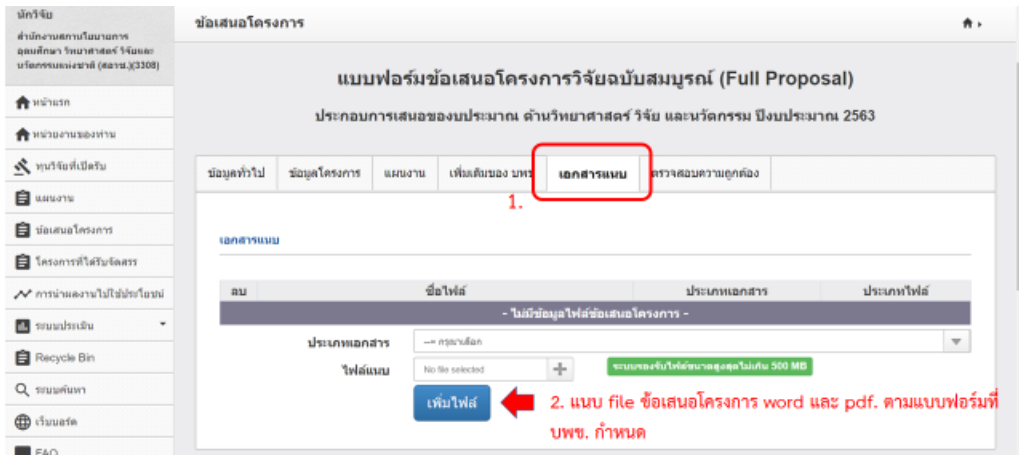 นักวิจัย
สำนักงานสภานโยบายการ
อุดมศึกษา วิทยาศาสตร์ วิจัยและ
นวัตกรรมแห่งชาติ (สอวช.)(3308)
หน้าแรก
หน่วยงานของท่าน
ทุนวิจัยที่เปิดรับ
แผนงาน
ข้อเสนอโครงการ
โครงการที่ได้รับจัดสรร
การนำผลงานไปใช้ประโยชน์
ระบบประเมิน
Recycle Bin
ระบบค้นหา
เว็บบอร์ด
FAQ
ข้อเสนอโครงการ
แบบฟอร์มข้อเสนอโครงการวิจัยฉบับสมบูรณ์ (Full Proposal)
ประกอบการเสนอของบประมาณ ด้านวิทยาศาสตร์ วิจัย และนวัตกรรม ปีงบประมาณ 2563
ข้อมูลทั่วไป ข้อมูลโครงการ แผนงาน เพิ่มเติมของ บพข เอกสารแนบ ตรวจสอบความถูกต้อง
1.
เอกสารแนบ
ลบ ชื่อไฟล์ ประเภทเอกสาร ประเภทไฟล์
- ไม่มีข้อมูลไฟล์ข้อเสนอโครงการ -
ประเภทเอกสาร --= กรุณาเลือก
ไฟล์แนบ No file selected ระบบรองรับไฟล์ขนาดสูงสุดไม่เกิน 500 MB
เพิ่มไฟล์
2. แนบ file ข้อเสนอโครงการ word และ pdf. ตามแบบฟอร์มที่
บพข. กำหนด